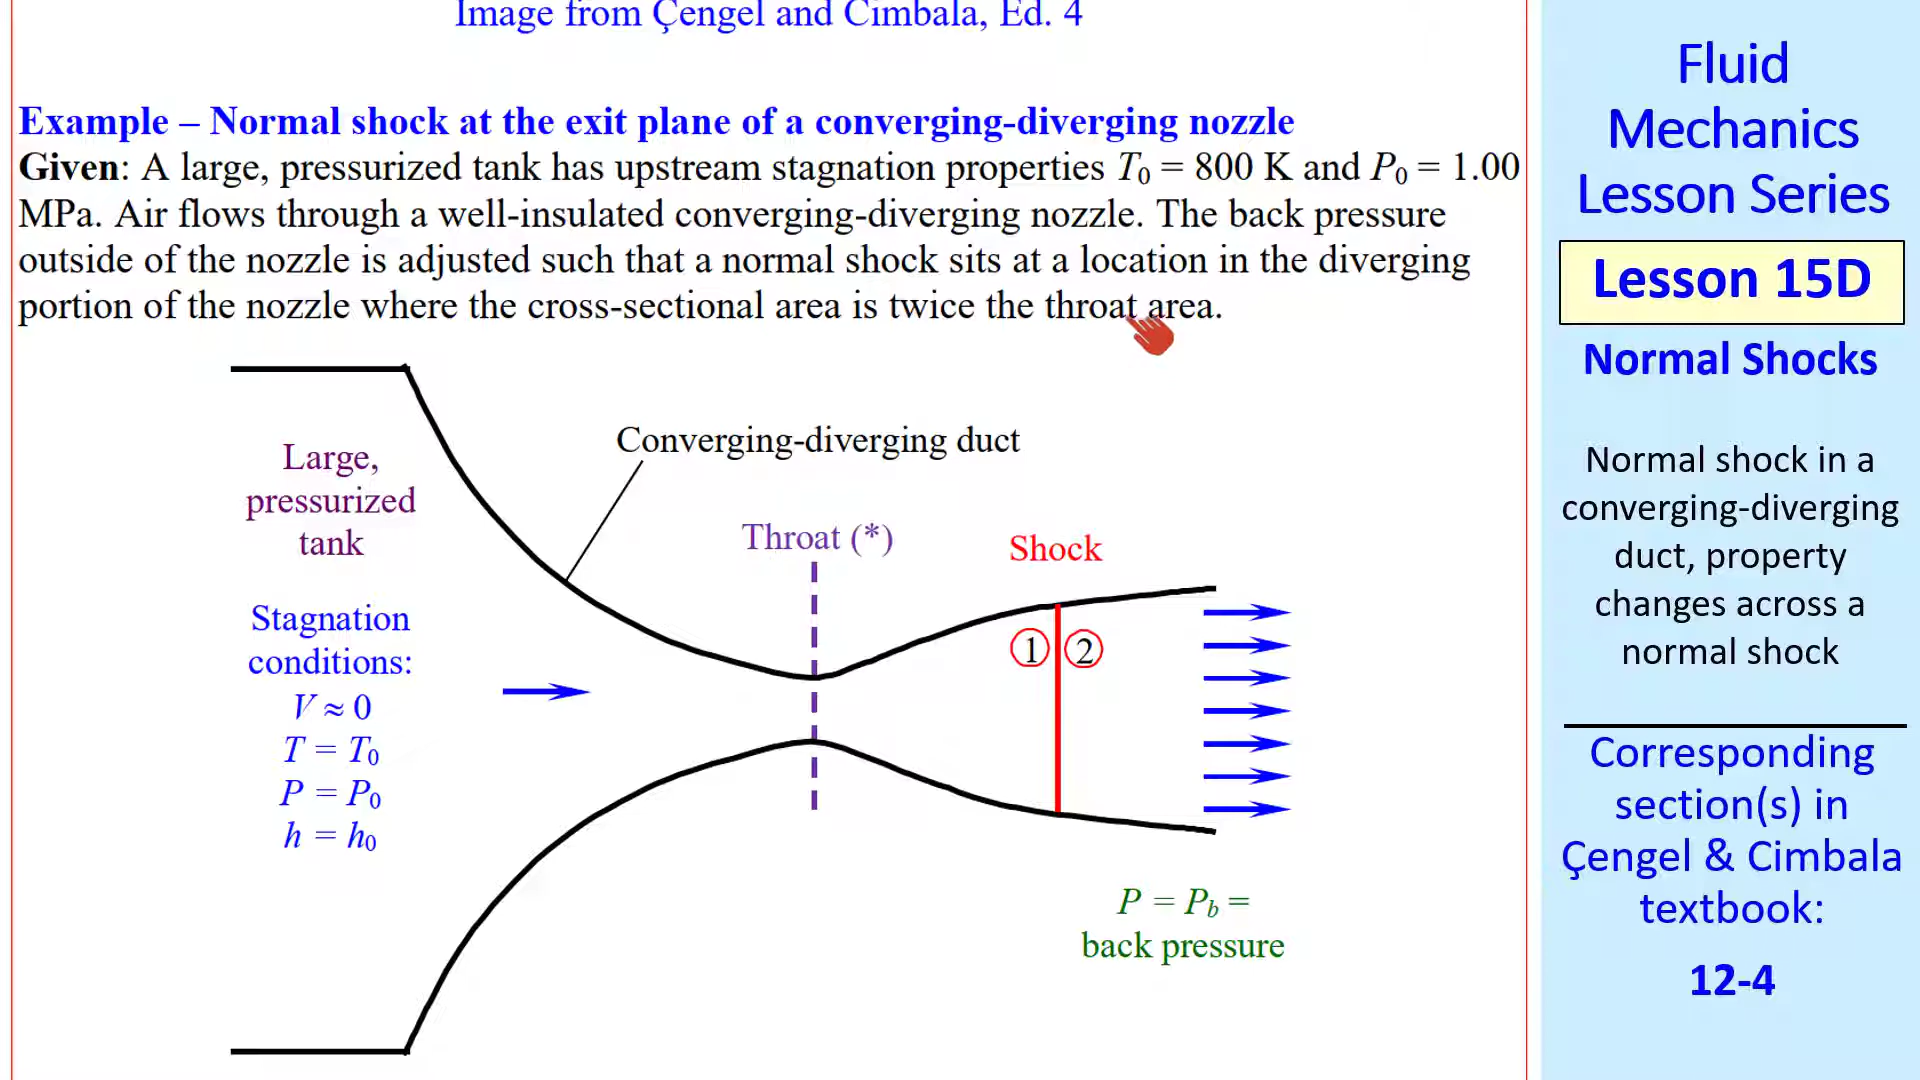 Image from Çengel and Cimbala, Ed. 4
Example – Normal shock at the exit plane of a converging-diverging nozzle
Given: A large, pressurized tank has upstream stagnation properties T₀ = 800 K and P₀ = 1.00
MPa. Air flows through a well-insulated converging-diverging nozzle. The back pressure
outside of the nozzle is adjusted such that a normal shock sits at a location in the diverging
portion of the nozzle where the cross-sectional area is twice the throat area.
Large,
pressurized
tank
Stagnation
conditions:
V ≈ 0
T = T₀
P = P₀
h = h₀
Converging-diverging duct
Throat (*)
Shock
1
2
P = P_b =
back pressure
Fluid
Mechanics
Lesson Series
Lesson 15D
Normal Shocks
Normal shock in a
converging-diverging
duct, property
changes across a
normal shock
Corresponding
section(s) in
Çengel & Cimbala
textbook:
12-4